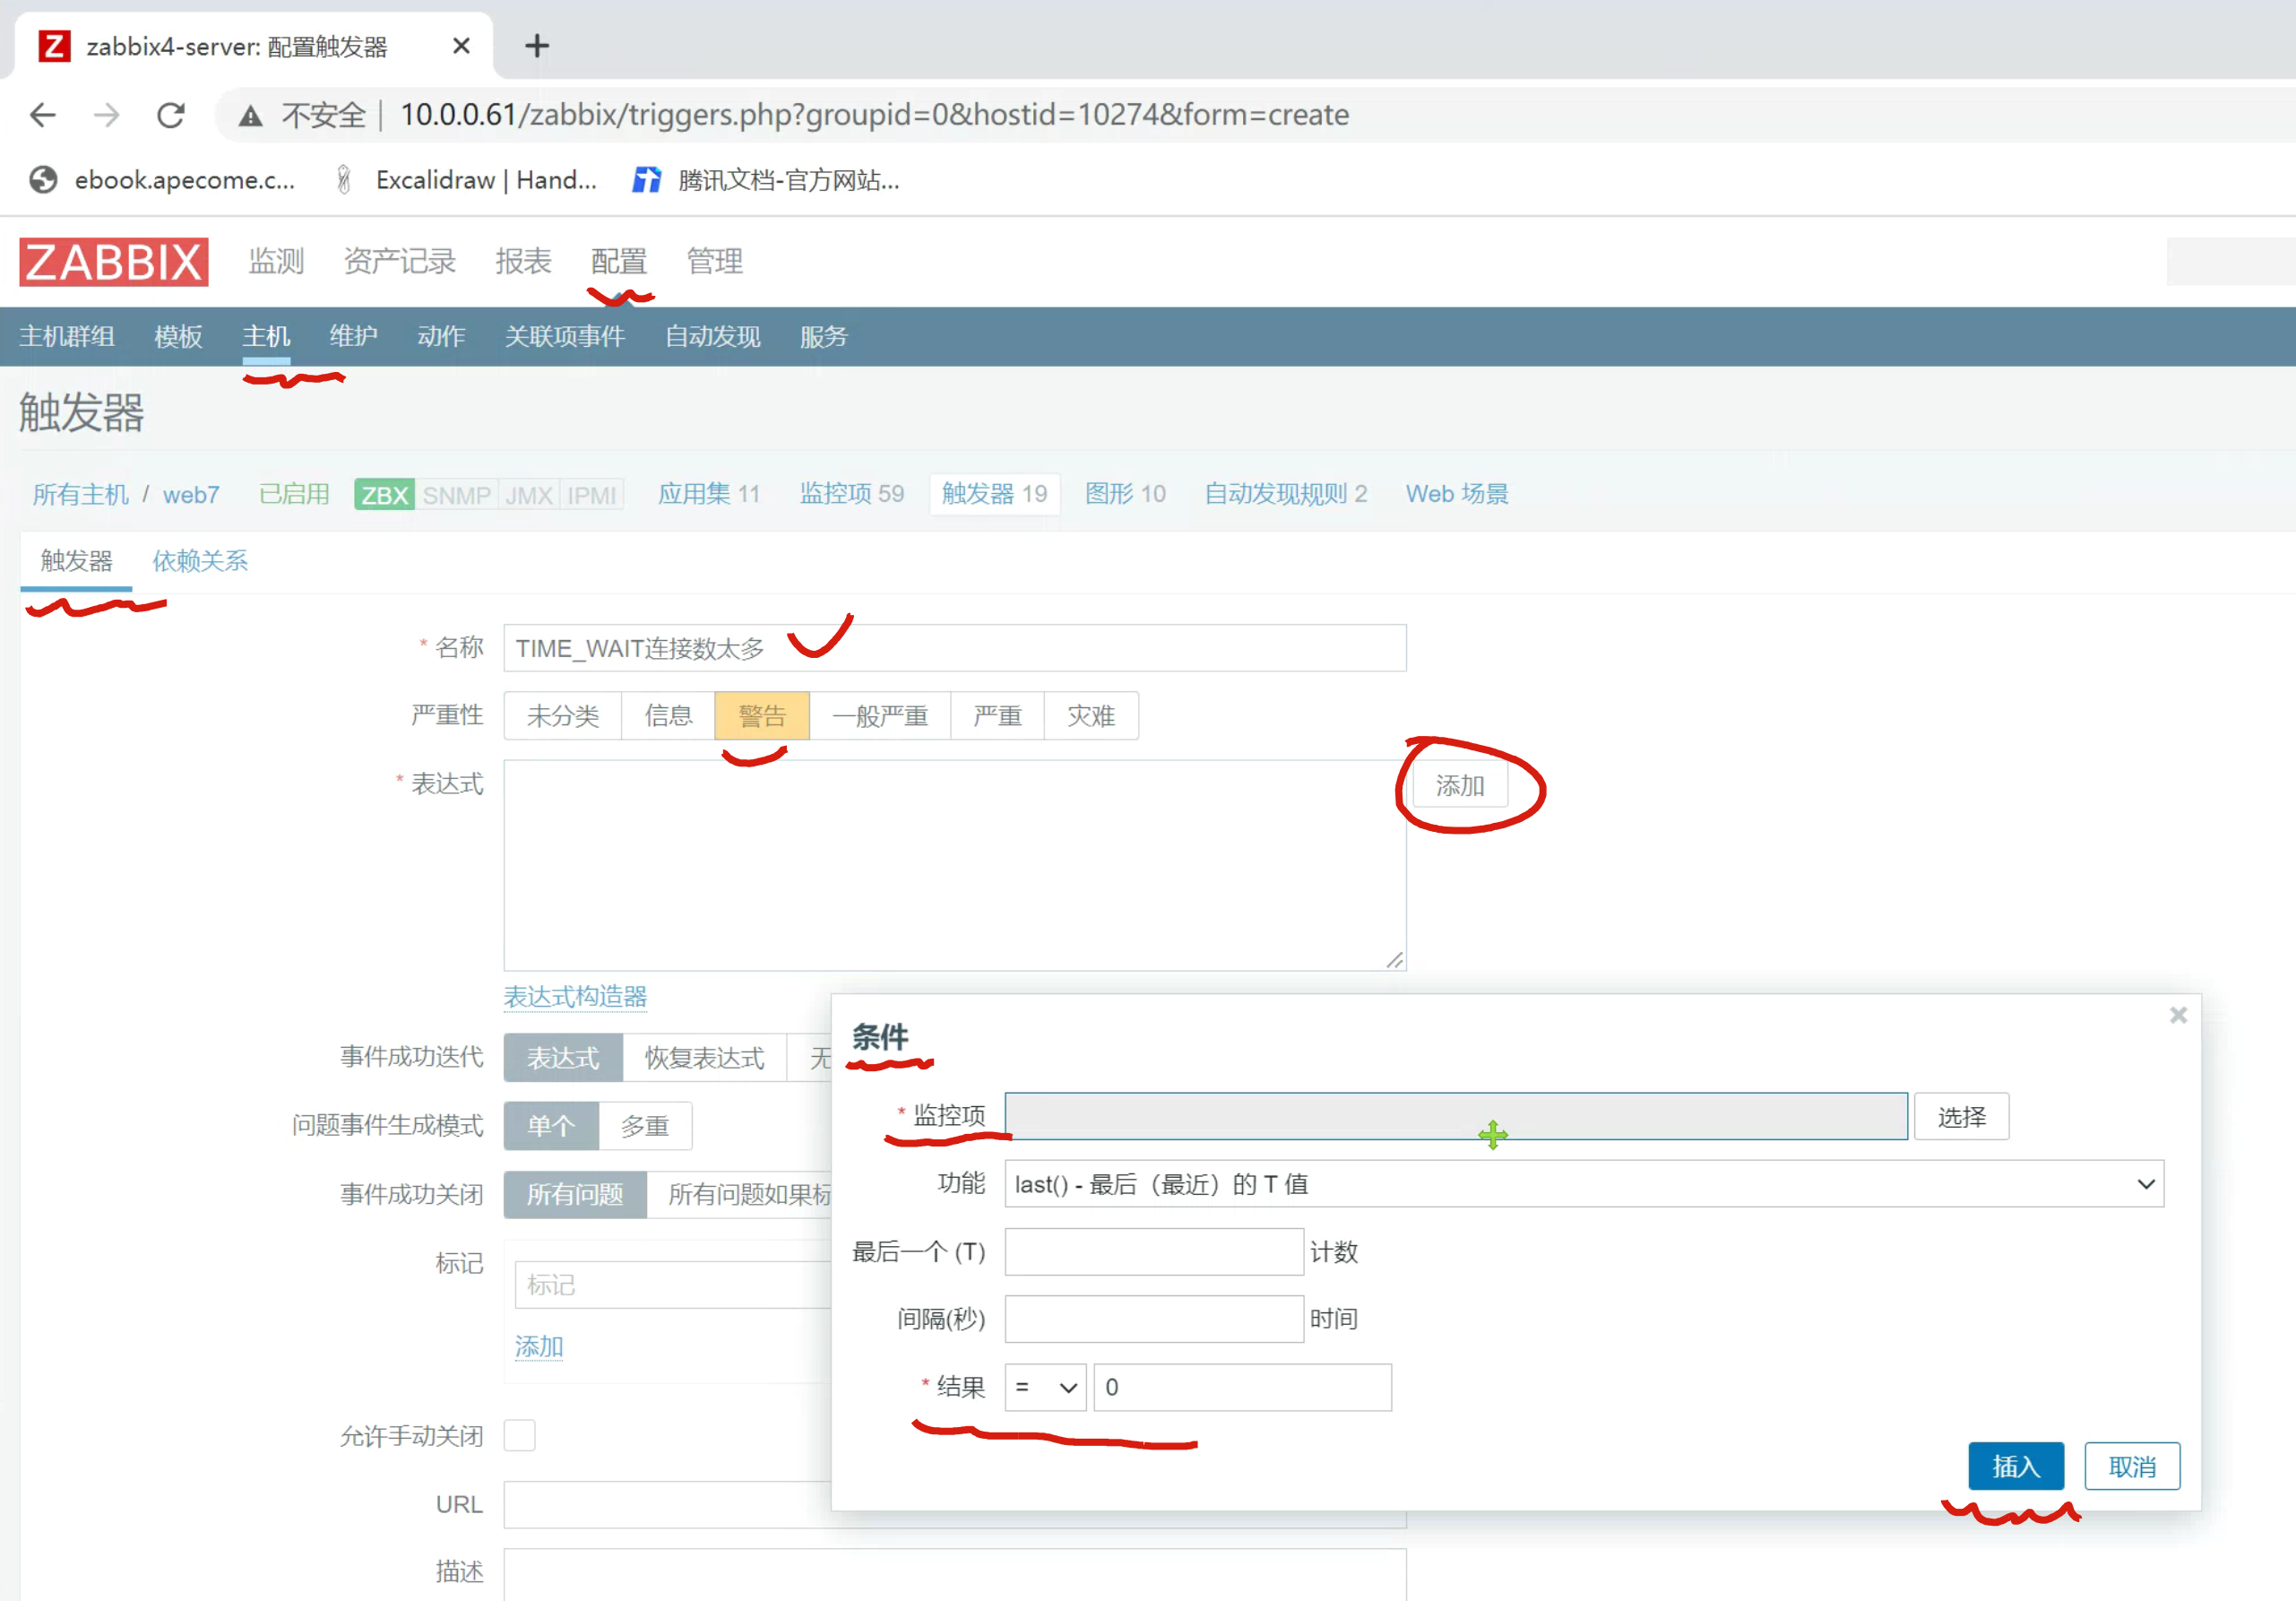 Z zabbix4-server: 配置触发器
不安全 10.0.0.61/zabbix/triggers.php?groupid=0&hostid=10274&form=create
ebook.apecome.c... Excalidraw | Hand... 腾讯文档-官方网站...
ZABBIX 监测 资产记录 报表 配置 管理
主机群组 模板 主机 维护 动作 关联项事件 自动发现 服务
触发器
所有主机 / web7 已启用 ZBX SNMP JMX IPMI 应用集 11 监控项 59 触发器 19 图形 10 自动发现规则 2 Web 场景
触发器 依赖关系
* 名称 TIME_WAIT连接数太多
严重性 未分类 信息 警告 一般严重 严重 灾难
* 表达式 添加
表达式构造器
事件成功迭代 表达式 恢复表达式 无
问题事件生成模式 单个 多重
事件成功关闭 所有问题 所有问题如果标
标记 标记
添加
允许手动关闭
URL
描述
条件
* 监控项 选择
功能 last() - 最后（最近）的 T 值
最后一个 (T) 计数
间隔(秒) 时间
* 结果 = 0
插入 取消